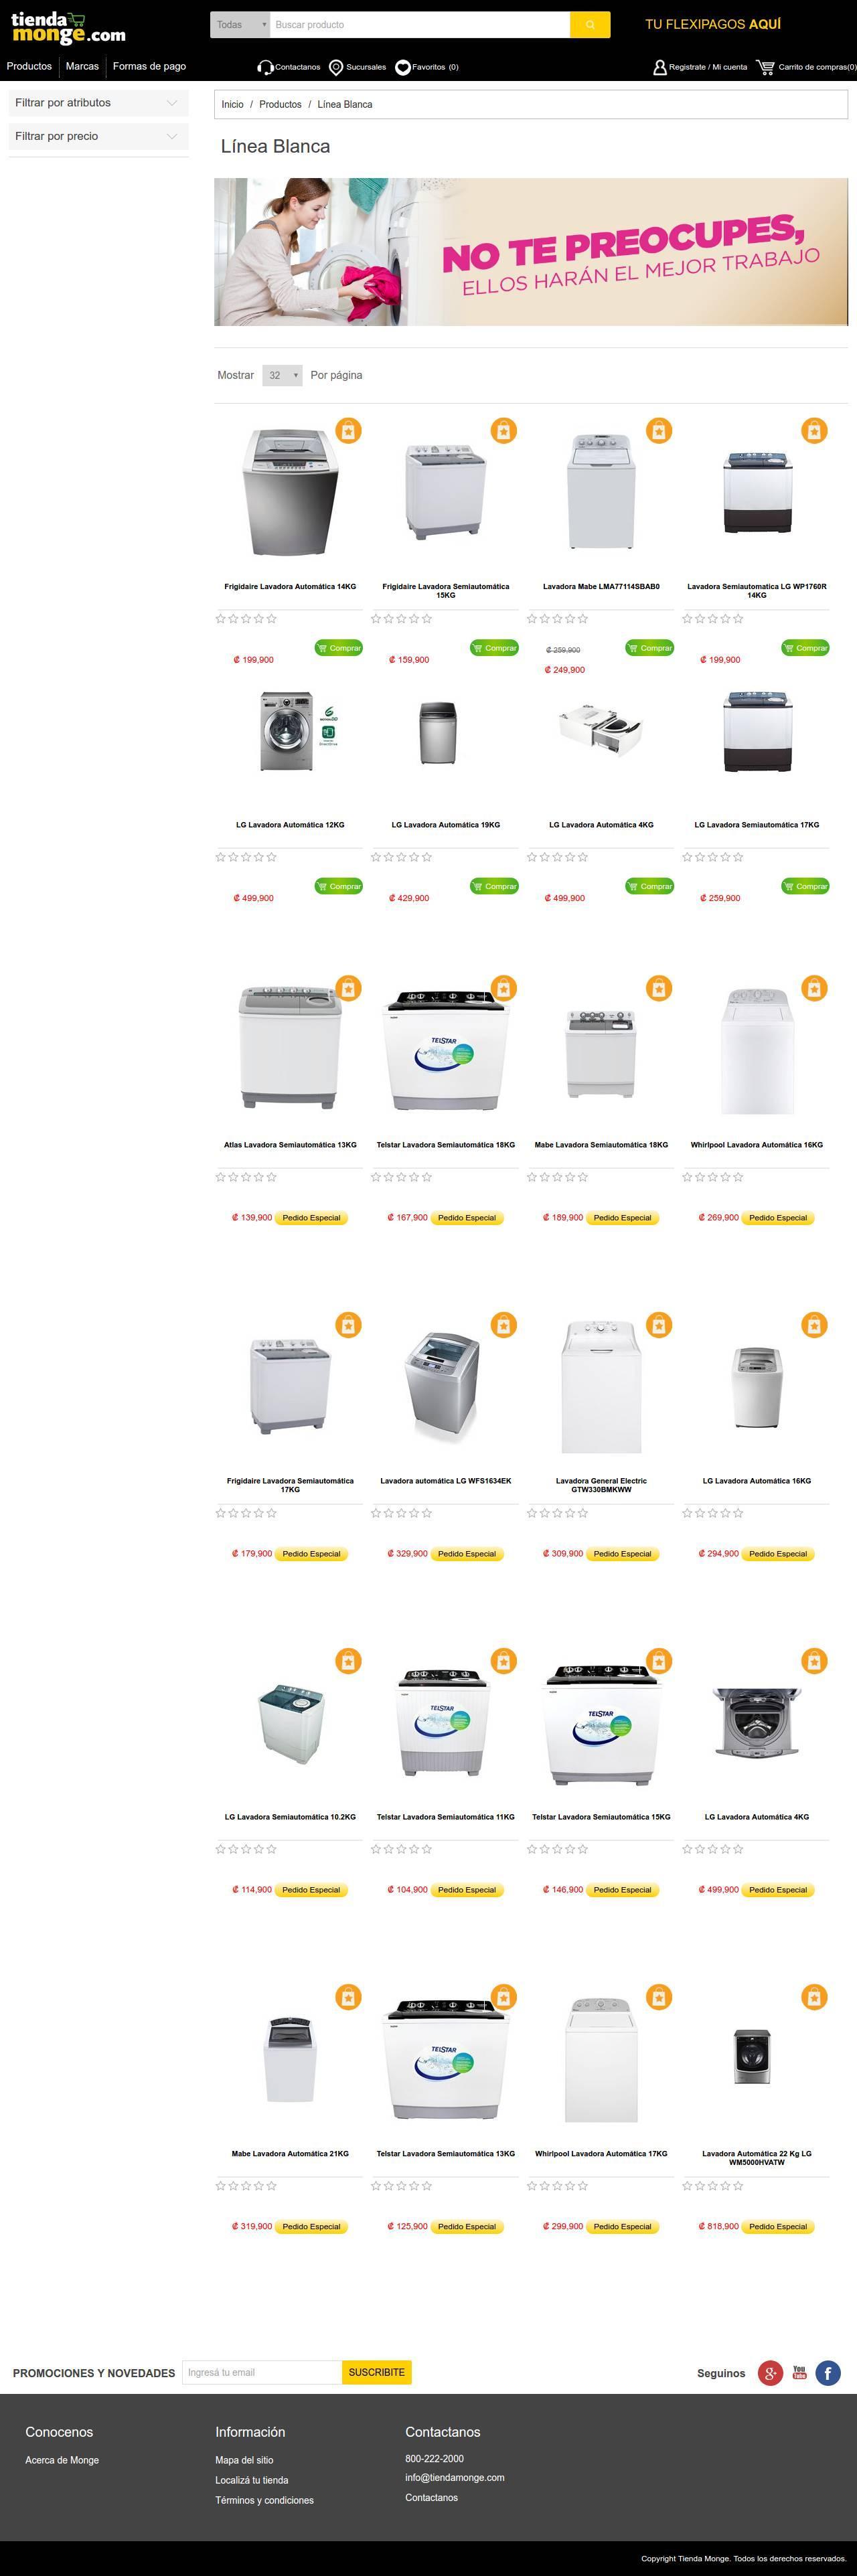 tienda
monge.com
Todas
Buscar producto
TU FLEXIPAGOS AQUÍ
Productos
Marcas
Formas de pago
Contactanos
Sucursales
Favoritos (0)
Registrate / Mi cuenta
Carrito de compras(0)
Filtrar por atributos
Filtrar por precio
Inicio / Productos / Línea Blanca
Línea Blanca
NO TE PREOCUPES,
ELLOS HARÁN EL MEJOR TRABAJO
Mostrar 32 Por página
Frigidaire Lavadora Automática 14KG
₡ 199,900
Comprar
Frigidaire Lavadora Semiautomática
15KG
₡ 159,900
Comprar
Lavadora Mabe LMA77114SBAB0
₡ 259,900
₡ 249,900
Comprar
Lavadora Semiautomatica LG WP1760R
14KG
₡ 199,900
Comprar
LG Lavadora Automática 12KG
₡ 499,900
Comprar
LG Lavadora Automática 19KG
₡ 429,900
Comprar
LG Lavadora Automática 4KG
₡ 499,900
Comprar
LG Lavadora Semiautomática 17KG
₡ 259,900
Comprar
Atlas Lavadora Semiautomática 13KG
₡ 139,900
Pedido Especial
TELSTAR
Telstar Lavadora Semiautomática 18KG
₡ 167,900
Pedido Especial
Mabe Lavadora Semiautomática 18KG
₡ 189,900
Pedido Especial
Whirlpool Lavadora Automática 16KG
₡ 269,900
Pedido Especial
Frigidaire Lavadora Semiautomática
17KG
₡ 179,900
Pedido Especial
Lavadora automática LG WFS1634EK
₡ 329,900
Pedido Especial
Lavadora General Electric
GTW330BMKWW
₡ 309,900
Pedido Especial
LG Lavadora Automática 16KG
₡ 294,900
Pedido Especial
LG Lavadora Semiautomática 10.2KG
₡ 114,900
Pedido Especial
TELSTAR
Telstar Lavadora Semiautomática 11KG
₡ 104,900
Pedido Especial
TELSTAR
Telstar Lavadora Semiautomática 15KG
₡ 146,900
Pedido Especial
LG Lavadora Automática 4KG
₡ 499,900
Pedido Especial
Mabe Lavadora Automática 21KG
₡ 319,900
Pedido Especial
TELSTAR
Telstar Lavadora Semiautomática 13KG
₡ 125,900
Pedido Especial
Whirlpool Lavadora Automática 17KG
₡ 299,900
Pedido Especial
Lavadora Automática 22 Kg LG
WM5000HVATW
₡ 818,900
Pedido Especial
PROMOCIONES Y NOVEDADES
Ingresá tu email
SUSCRIBITE
Seguinos
You
Tube
Conocenos
Acerca de Monge
Información
Mapa del sitio
Localizá tu tienda
Términos y condiciones
Contactanos
800-222-2000
info@tiendamonge.com
Contactanos
Copyright Tienda Monge. Todos los derechos reservados.